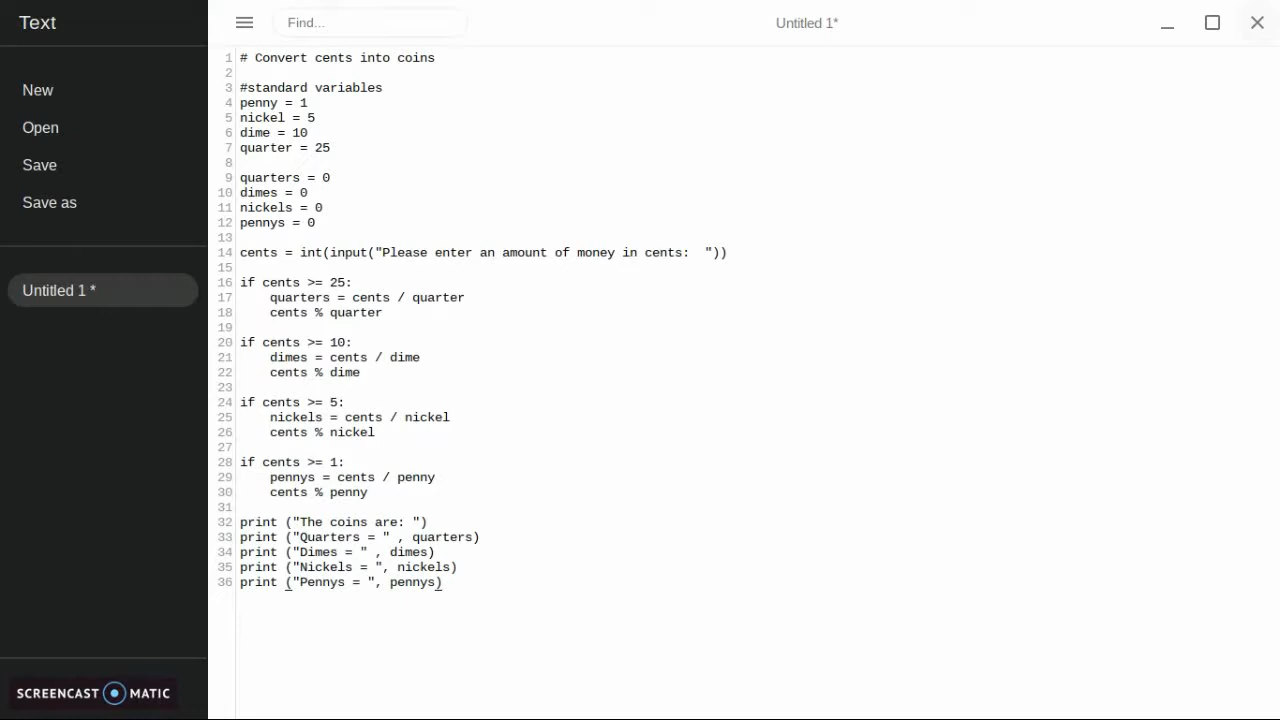 Text
Find...
Untitled 1*
New
Open
Save
Save as
Untitled 1 *
1 # Convert cents into coins
2
3 #standard variables
4 penny = 1
5 nickel = 5
6 dime = 10
7 quarter = 25
8
9 quarters = 0
10 dimes = 0
11 nickels = 0
12 pennys = 0
13
14 cents = int(input("Please enter an amount of money in cents:  "))
15
16 if cents >= 25:
17     quarters = cents / quarter
18     cents % quarter
19
20 if cents >= 10:
21     dimes = cents / dime
22     cents % dime
23
24 if cents >= 5:
25     nickels = cents / nickel
26     cents % nickel
27
28 if cents >= 1:
29     pennys = cents / penny
30     cents % penny
31
32 print ("The coins are: ")
33 print ("Quarters = " , quarters)
34 print ("Dimes = " , dimes)
35 print ("Nickels = ", nickels)
36 print ("Pennys = ", pennys)
SCREENCAST MATIC